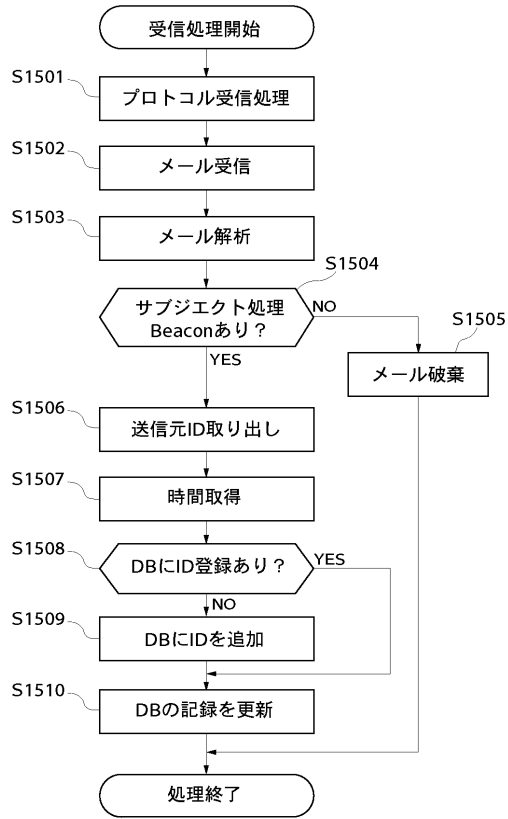 受信処理開始
S1501
プロトコル受信処理
S1502
メール受信
S1503
メール解析
S1504
サブジエクト処理
Beaconあり？
NO
YES
S1505
メール破棄
S1506
送信元ID取り出し
S1507
時間取得
S1508
DBにID登録あり？
YES
NO
S1509
DBにIDを追加
S1510
DBの記録を更新
処理終了